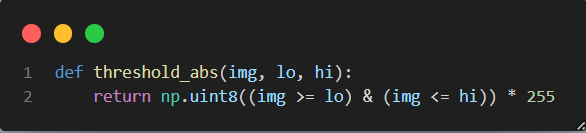 1 def threshold_abs(img, lo, hi):
2     return np.uint8((img >= lo) & (img <= hi)) * 255